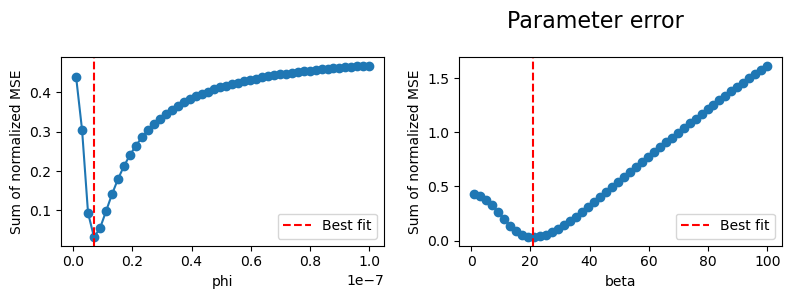 Parameter error
Sum of normalized MSE
0.4
0.3
0.2
0.1
0.0 0.2 0.4 0.6 0.8 1.0
1e−7
phi
Best fit
Sum of normalized MSE
1.5
1.0
0.5
0.0
0 20 40 60 80 100
beta
Best fit